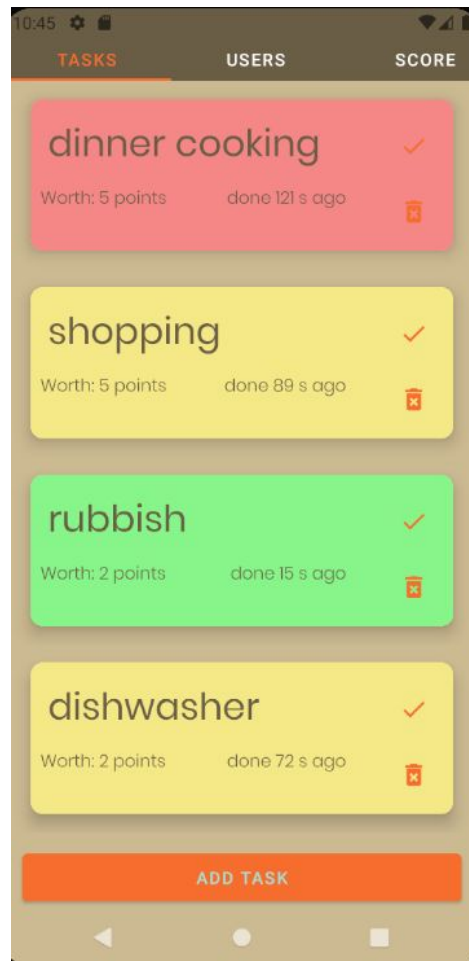 10:45
TASKS USERS SCORE
dinner cooking
Worth: 5 points done 121 s ago
shopping
Worth: 5 points done 89 s ago
rubbish
Worth: 2 points done 15 s ago
dishwasher
Worth: 2 points done 72 s ago
ADD TASK